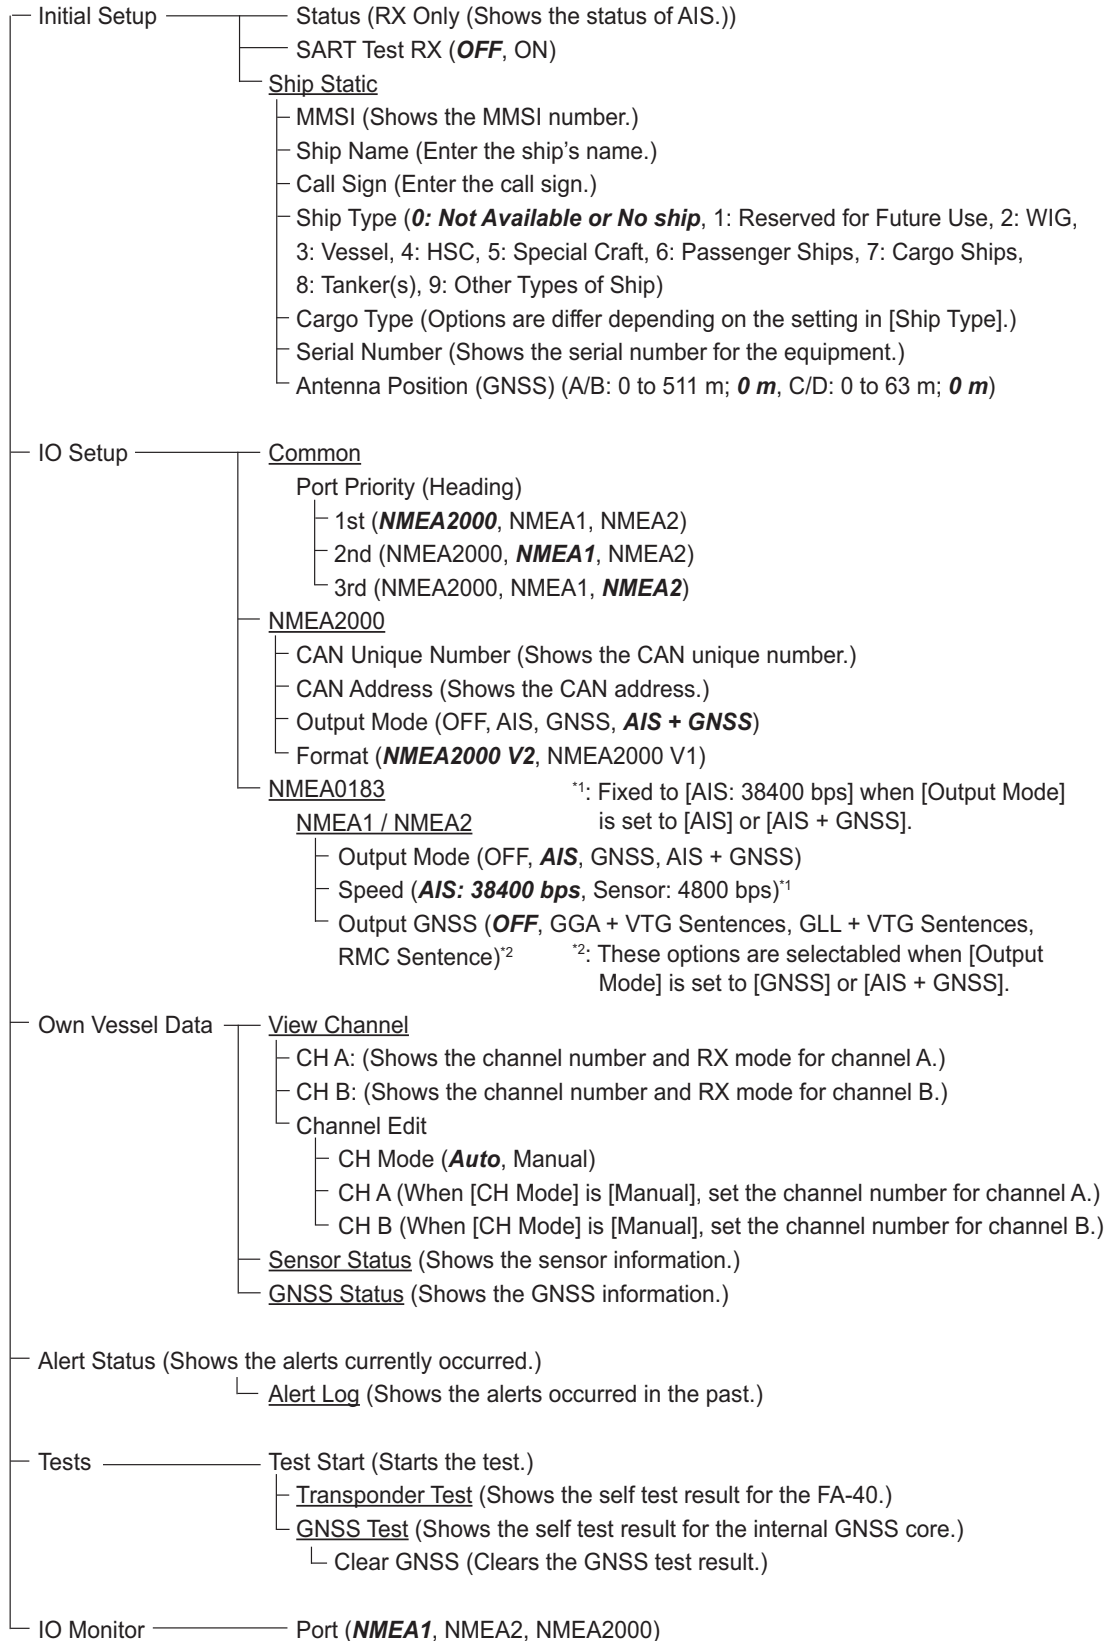 Initial Setup Status (RX Only (Shows the status of AIS.))
SART Test RX (OFF, ON)
Ship Static
MMSI (Shows the MMSI number.)
Ship Name (Enter the ship's name.)
Call Sign (Enter the call sign.)
Ship Type (0: Not Available or No ship, 1: Reserved for Future Use, 2: WIG,
3: Vessel, 4: HSC, 5: Special Craft, 6: Passenger Ships, 7: Cargo Ships,
8: Tanker(s), 9: Other Types of Ship)
Cargo Type (Options are differ depending on the setting in [Ship Type].)
Serial Number (Shows the serial number for the equipment.)
Antenna Position (GNSS) (A/B: 0 to 511 m; 0 m, C/D: 0 to 63 m; 0 m)
IO Setup Common
Port Priority (Heading)
1st (NMEA2000, NMEA1, NMEA2)
2nd (NMEA2000, NMEA1, NMEA2)
3rd (NMEA2000, NMEA1, NMEA2)
NMEA2000
CAN Unique Number (Shows the CAN unique number.)
CAN Address (Shows the CAN address.)
Output Mode (OFF, AIS, GNSS, AIS + GNSS)
Format (NMEA2000 V2, NMEA2000 V1)
NMEA0183
*1: Fixed to [AIS: 38400 bps] when [Output Mode]
is set to [AIS] or [AIS + GNSS].
NMEA1 / NMEA2
Output Mode (OFF, AIS, GNSS, AIS + GNSS)
Speed (AIS: 38400 bps, Sensor: 4800 bps)*1
Output GNSS (OFF, GGA + VTG Sentences, GLL + VTG Sentences,
RMC Sentence)*2
*2: These options are selectabled when [Output
Mode] is set to [GNSS] or [AIS + GNSS].
Own Vessel Data View Channel
CH A: (Shows the channel number and RX mode for channel A.)
CH B: (Shows the channel number and RX mode for channel B.)
Channel Edit
CH Mode (Auto, Manual)
CH A (When [CH Mode] is [Manual], set the channel number for channel A.)
CH B (When [CH Mode] is [Manual], set the channel number for channel B.)
Sensor Status (Shows the sensor information.)
GNSS Status (Shows the GNSS information.)
Alert Status (Shows the alerts currently occurred.)
Alert Log (Shows the alerts occurred in the past.)
Tests Test Start (Starts the test.)
Transponder Test (Shows the self test result for the FA-40.)
GNSS Test (Shows the self test result for the internal GNSS core.)
Clear GNSS (Clears the GNSS test result.)
IO Monitor Port (NMEA1, NMEA2, NMEA2000)